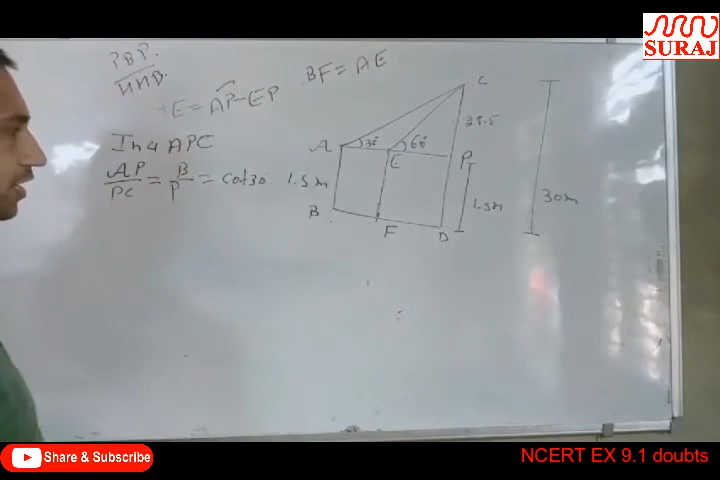 PBP.
HHB.
E = AP - EP
BF = AE
In Δ APC
AP/PC = B/P = cot30
A
B
C
D
E
F
P
30
60
28.5
1.5m
1.5m
30m
SURAJ
Share & Subscribe
NCERT EX 9.1 doubts